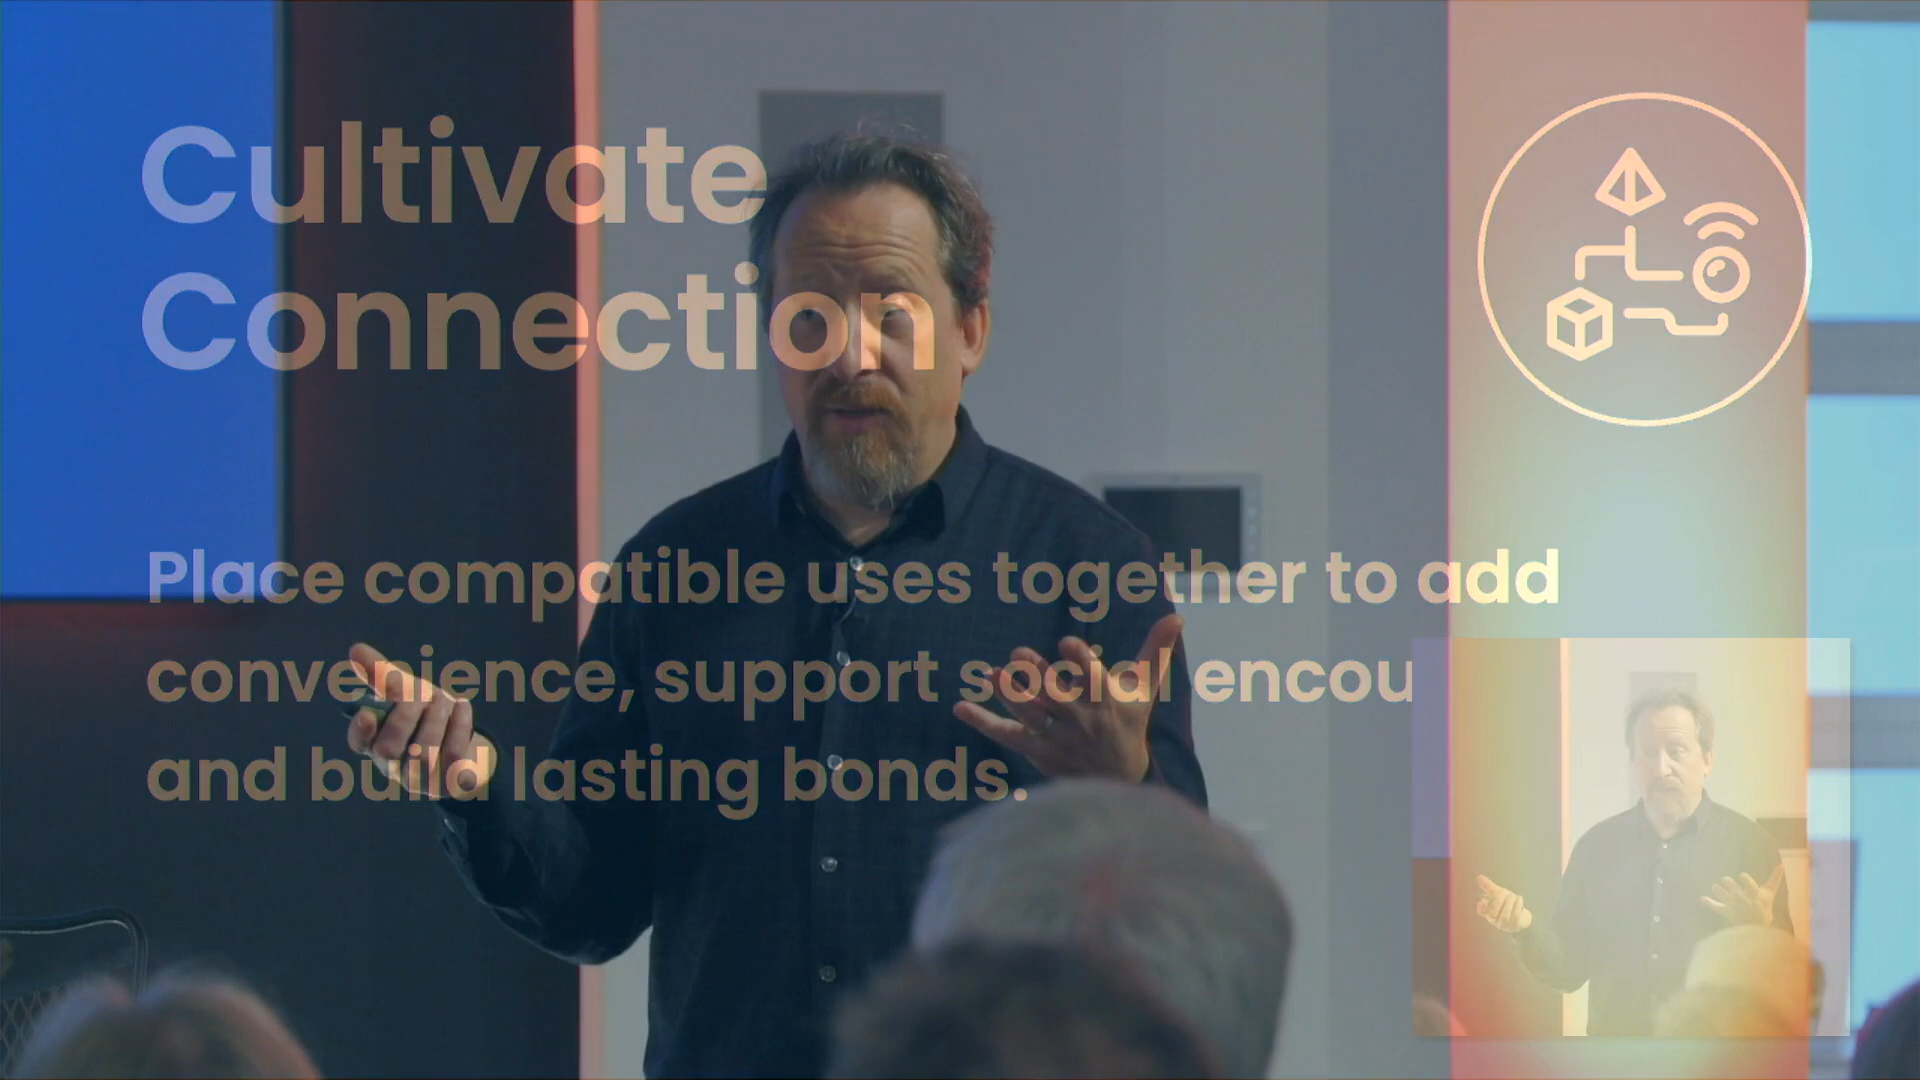 Cultivate
Connection
Place compatible uses together to add
convenience, support social encou
and build lasting bonds.